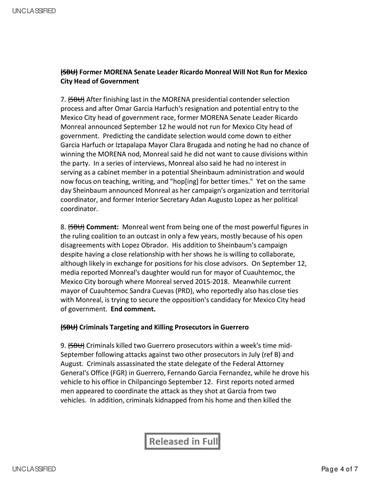 UNCLASSIFIED
(SBU) Former MORENA Senate Leader Ricardo Monreal Will Not Run for Mexico
City Head of Government
7. (SBU) After finishing last in the MORENA presidential contender selection
process and after Omar Garcia Harfuch's resignation and potential entry to the
Mexico City head of government race, former MORENA Senate Leader Ricardo
Monreal announced September 12 he would not run for Mexico City head of
government. Predicting the candidate selection would come down to either
Garcia Harfuch or Iztapalapa Mayor Clara Brugada and noting he had no chance of
winning the MORENA nod, Monreal said he did not want to cause divisions within
the party. In a series of interviews, Monreal also said he had no interest in
serving as a cabinet member in a potential Sheinbaum administration and would
now focus on teaching, writing, and "hop[ing] for better times." Yet on the same
day Sheinbaum announced Monreal as her campaign's organization and territorial
coordinator, and former Interior Secretary Adan Augusto Lopez as her political
coordinator.
8. (SBU) Comment: Monreal went from being one of the most powerful figures in
the ruling coalition to an outcast in only a few years, mostly because of his open
disagreements with Lopez Obrador. His addition to Sheinbaum's campaign
despite having a close relationship with her shows he is willing to collaborate,
although likely in exchange for positions for his close advisors. On September 12,
media reported Monreal's daughter would run for mayor of Cuauhtemoc, the
Mexico City borough where Monreal served 2015-2018. Meanwhile current
mayor of Cuauhtemoc Sandra Cuevas (PRD), who reportedly also has close ties
with Monreal, is trying to secure the opposition's candidacy for Mexico City head
of government. End comment.
(SBU) Criminals Targeting and Killing Prosecutors in Guerrero
9. (SBU) Criminals killed two Guerrero prosecutors within a week's time mid-
September following attacks against two other prosecutors in July (ref B) and
August. Criminals assassinated the state delegate of the Federal Attorney
General's Office (FGR) in Guerrero, Fernando Garcia Fernandez, while he drove his
vehicle to his office in Chilpancingo September 12. First reports noted armed
men appeared to coordinate the attack as they shot at Garcia from two
vehicles. In addition, criminals kidnapped from his home and then killed the
Released in Full
UNCLASSIFIED
Page 4 of 7